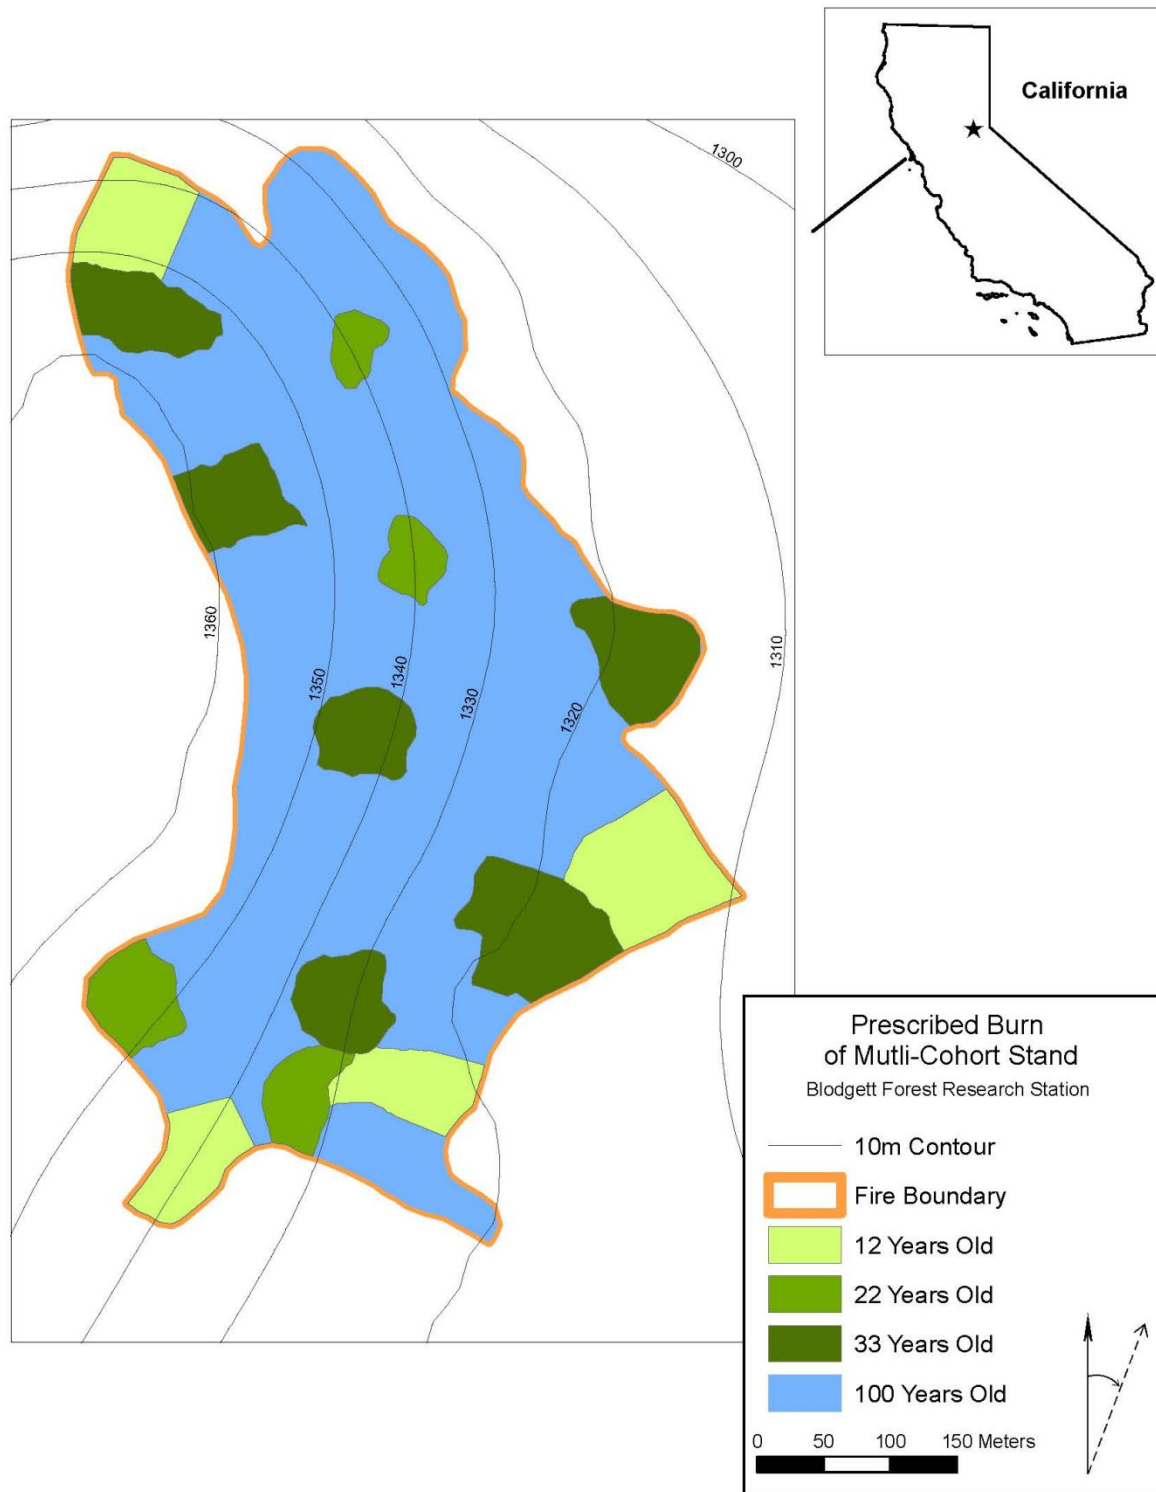 California
1300
1360
1350
1340
1330
1320
1310
Prescribed Burn
of Mutli-Cohort Stand
Blodgett Forest Research Station
10m Contour
Fire Boundary
12 Years Old
22 Years Old
33 Years Old
100 Years Old
0 50 100 150 Meters